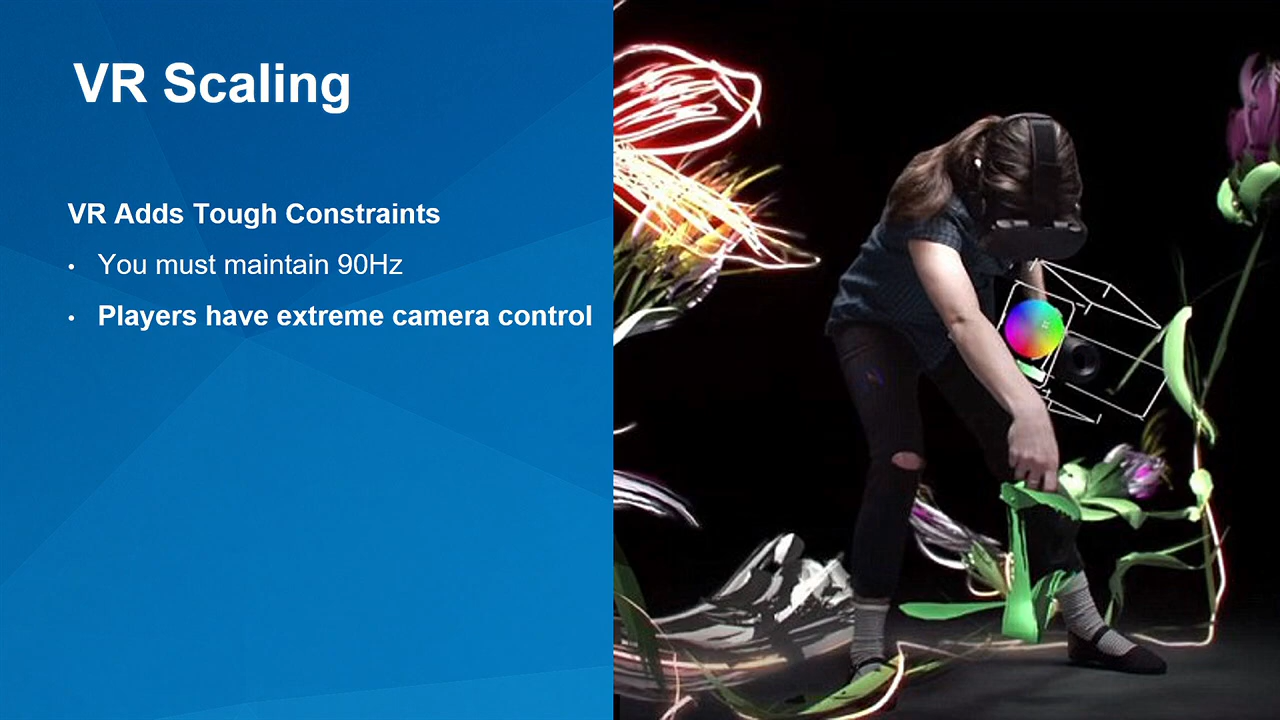 VR Scaling
VR Adds Tough Constraints
• You must maintain 90Hz
• Players have extreme camera control